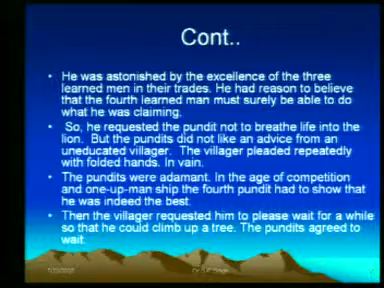 Cont..
• He was astonished by the excellence of the three
learned men in their trades. He had reason to believe
that the fourth learned man must surely be able to do
what he was claiming.
• So, he requested the pundit not to breathe life into the
lion. But the pundits did not like an advice from an
uneducated villager. The villager pleaded repeatedly
with folded hands. In vain.
• The pundits were adamant. In the age of competition
and one-up-man ship the fourth pundit had to show that
he was indeed the best.
• Then the villager requested him to please wait for a while
so that he could climb up a tree. The pundits agreed to
wait.